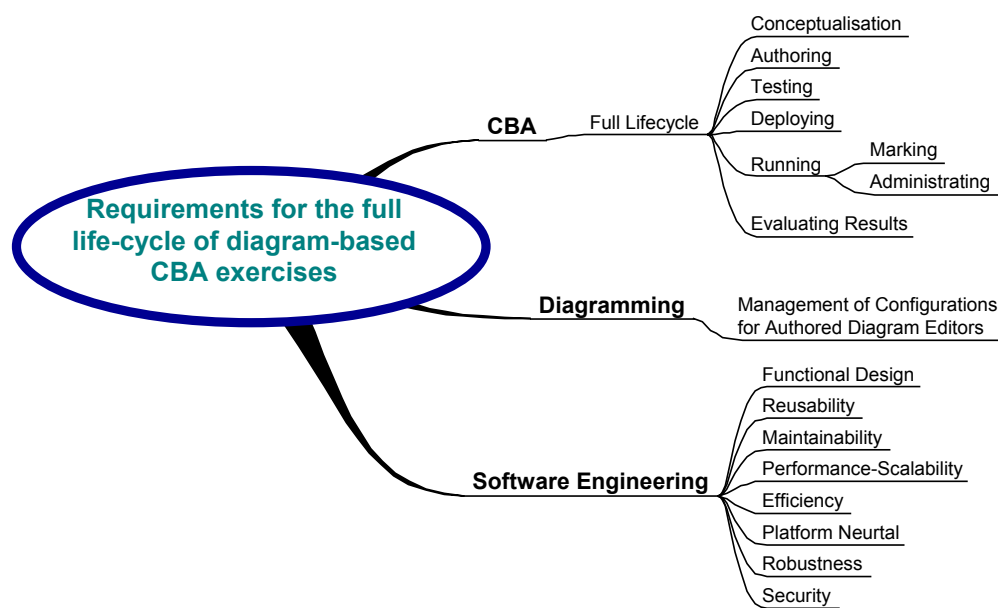 Requirements for the full
life-cycle of diagram-based
CBA exercises
CBA
Full Lifecycle
Conceptualisation
Authoring
Testing
Deploying
Running
Marking
Administrating
Evaluating Results
Diagramming
Management of Configurations
for Authored Diagram Editors
Software Engineering
Functional Design
Reusability
Maintainability
Performance-Scalability
Efficiency
Platform Neurtal
Robustness
Security